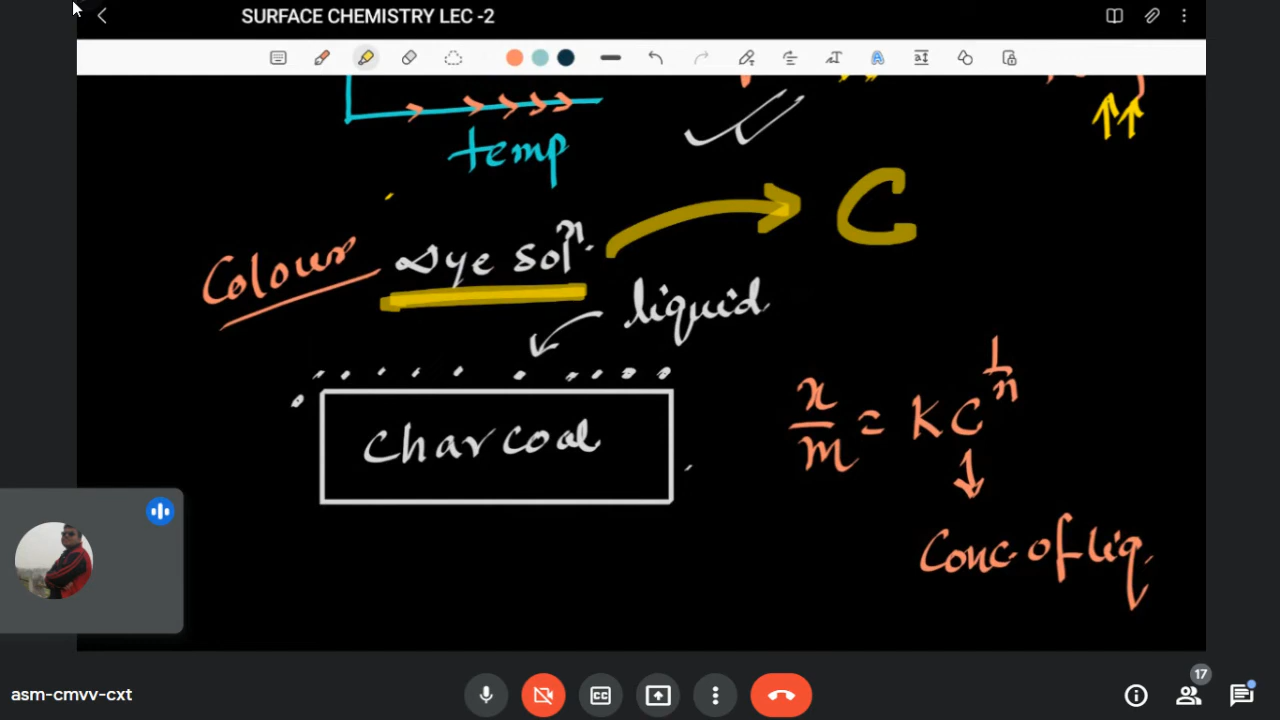 SURFACE CHEMISTRY LEC -2
temp
Colour Dye solⁿ. → C
liquid
charcoal
x/m = KC^1/n
Conc. of liq.
asm-cmvv-cxt
17